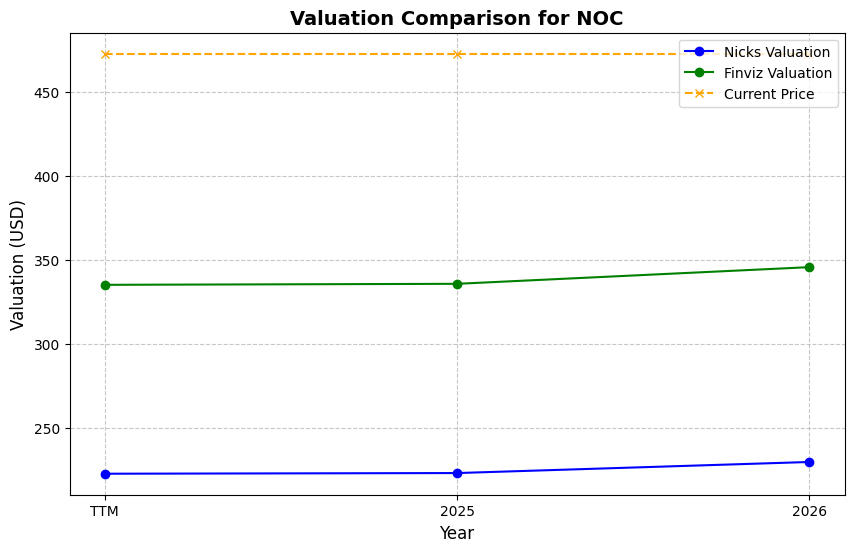 Valuation Comparison for NOC
Nicks Valuation
Finviz Valuation
Current Price
Valuation (USD)
450
400
350
300
250
TTM
2025
2026
Year